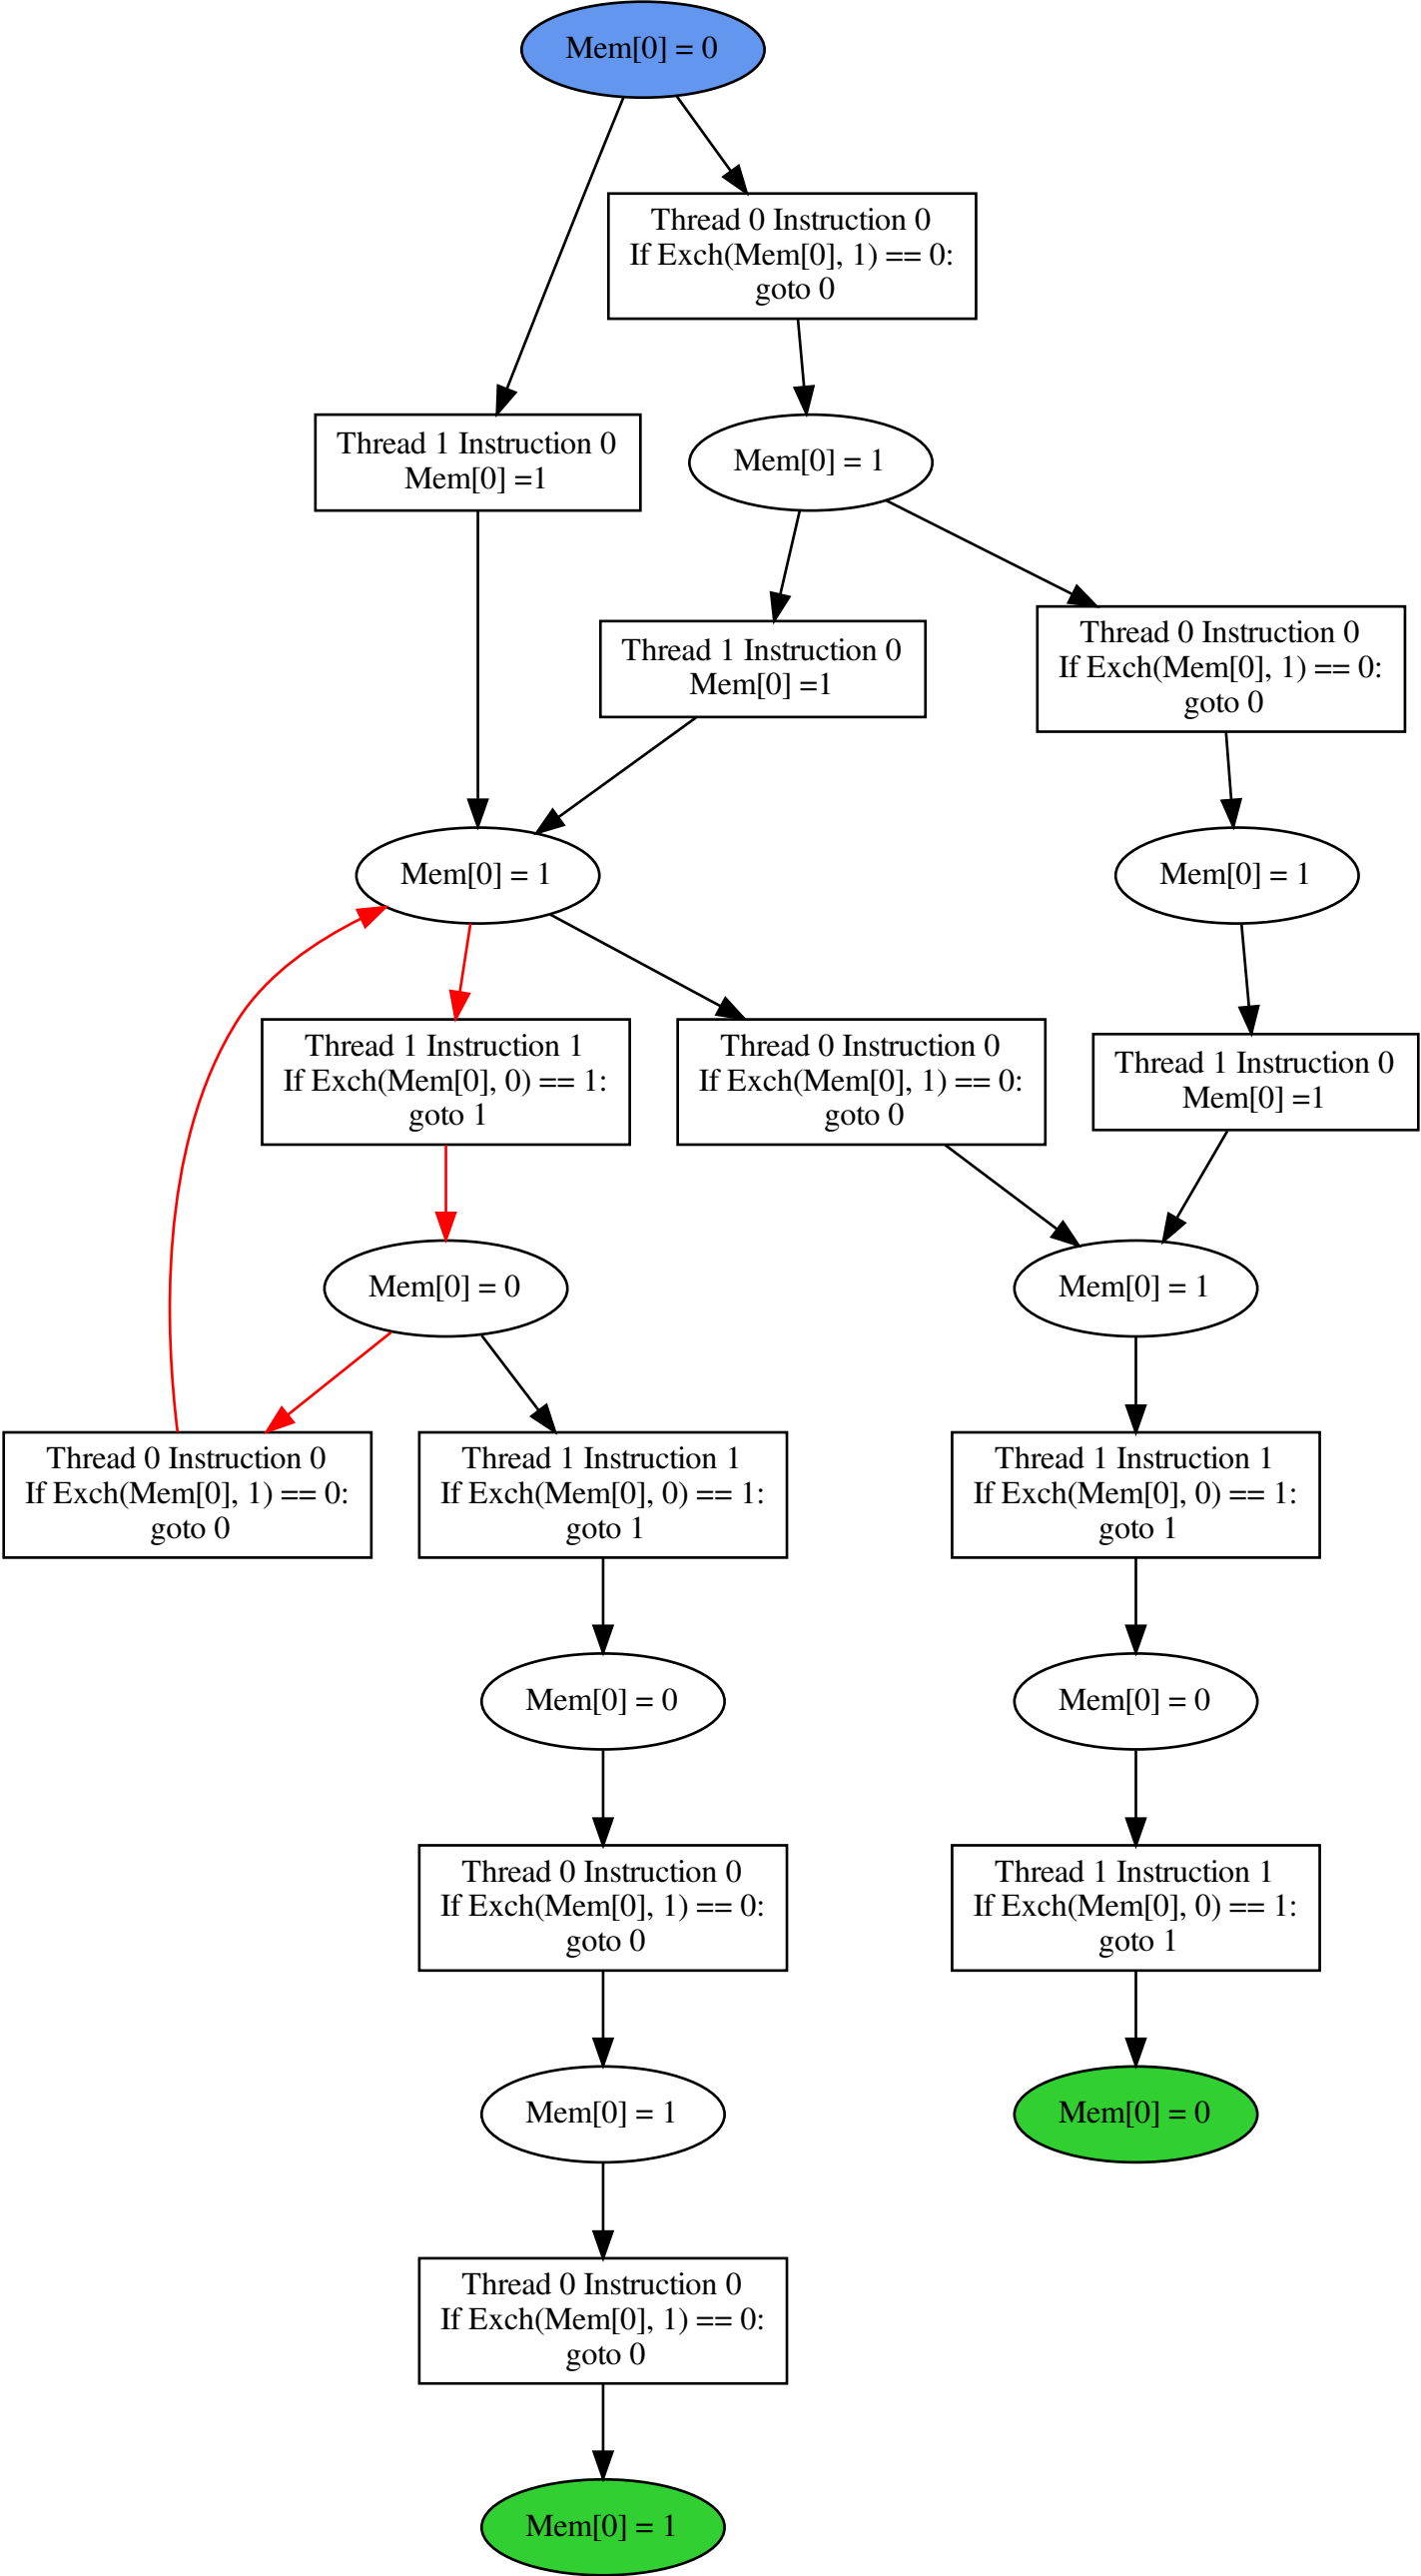 Mem[0] = 0
Thread 0 Instruction 0
If Exch(Mem[0], 1) == 0:
goto 0
Thread 1 Instruction 0
Mem[0] =1
Mem[0] = 1
Thread 1 Instruction 0
Mem[0] =1
Thread 0 Instruction 0
If Exch(Mem[0], 1) == 0:
goto 0
Mem[0] = 1
Mem[0] = 1
Thread 1 Instruction 1
If Exch(Mem[0], 0) == 1:
goto 1
Thread 0 Instruction 0
If Exch(Mem[0], 1) == 0:
goto 0
Thread 1 Instruction 0
Mem[0] =1
Mem[0] = 0
Mem[0] = 1
Thread 0 Instruction 0
If Exch(Mem[0], 1) == 0:
goto 0
Thread 1 Instruction 1
If Exch(Mem[0], 0) == 1:
goto 1
Thread 1 Instruction 1
If Exch(Mem[0], 0) == 1:
goto 1
Mem[0] = 0
Mem[0] = 0
Thread 0 Instruction 0
If Exch(Mem[0], 1) == 0:
goto 0
Thread 1 Instruction 1
If Exch(Mem[0], 0) == 1:
goto 1
Mem[0] = 1
Mem[0] = 0
Thread 0 Instruction 0
If Exch(Mem[0], 1) == 0:
goto 0
Mem[0] = 1